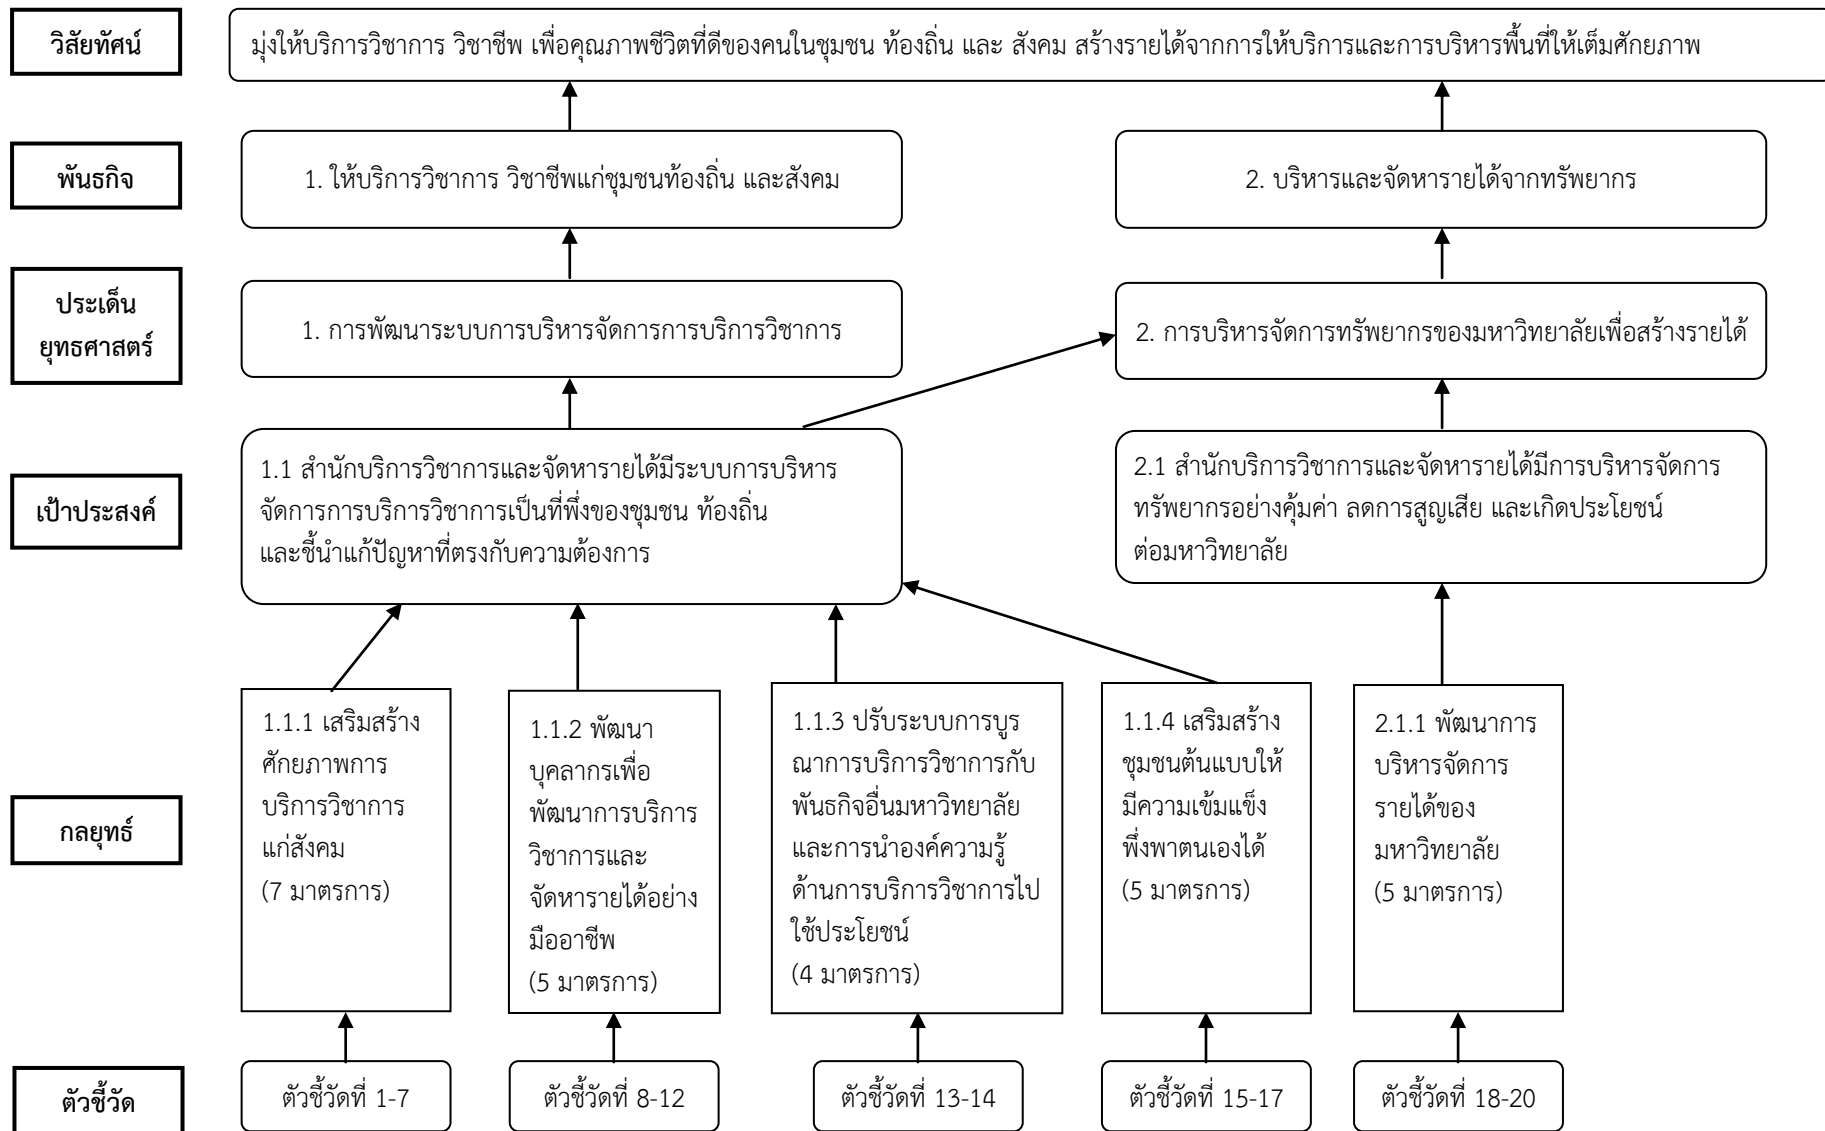 วิสัยทัศน์
มุ่งให้บริการวิชาการ วิชาชีพ เพื่อคุณภาพชีวิตที่ดีของคนในชุมชน ท้องถิ่น และ สังคม สร้างรายได้จากการให้บริการและการบริหารพื้นที่ให้เต็มศักยภาพ
พันธกิจ
1. ให้บริการวิชาการ วิชาชีพแก่ชุมชนท้องถิ่น และสังคม
2. บริหารและจัดหารายได้จากทรัพยากร
ประเด็น
ยุทธศาสตร์
1. การพัฒนาระบบการบริหารจัดการการบริการวิชาการ
2. การบริหารจัดการทรัพยากรของมหาวิทยาลัยเพื่อสร้างรายได้
เป้าประสงค์
1.1 สำนักบริการวิชาการและจัดหารายได้มีระบบการบริหาร
จัดการการบริการวิชาการเป็นที่พึ่งของชุมชน ท้องถิ่น
และชี้นำแก้ปัญหาที่ตรงกับความต้องการ
2.1 สำนักบริการวิชาการและจัดหารายได้มีการบริหารจัดการ
ทรัพยากรอย่างคุ้มค่า ลดการสูญเสีย และเกิดประโยชน์
ต่อมหาวิทยาลัย
กลยุทธ์
1.1.1 เสริมสร้าง
ศักยภาพการ
บริการวิชาการ
แก่สังคม
(7 มาตรการ)
1.1.2 พัฒนา
บุคลากรเพื่อ
พัฒนาการบริการ
วิชาการและ
จัดหารายได้อย่าง
มืออาชีพ
(5 มาตรการ)
1.1.3 ปรับระบบการบูร
ณาการบริการวิชาการกับ
พันธกิจอื่นมหาวิทยาลัย
และการนำองค์ความรู้
ด้านการบริการวิชาการไป
ใช้ประโยชน์
(4 มาตรการ)
1.1.4 เสริมสร้าง
ชุมชนต้นแบบให้
มีความเข้มแข็ง
พึ่งพาตนเองได้
(5 มาตรการ)
2.1.1 พัฒนาการ
บริหารจัดการ
รายได้ของ
มหาวิทยาลัย
(5 มาตรการ)
ตัวชี้วัด
ตัวชี้วัดที่ 1-7
ตัวชี้วัดที่ 8-12
ตัวชี้วัดที่ 13-14
ตัวชี้วัดที่ 15-17
ตัวชี้วัดที่ 18-20